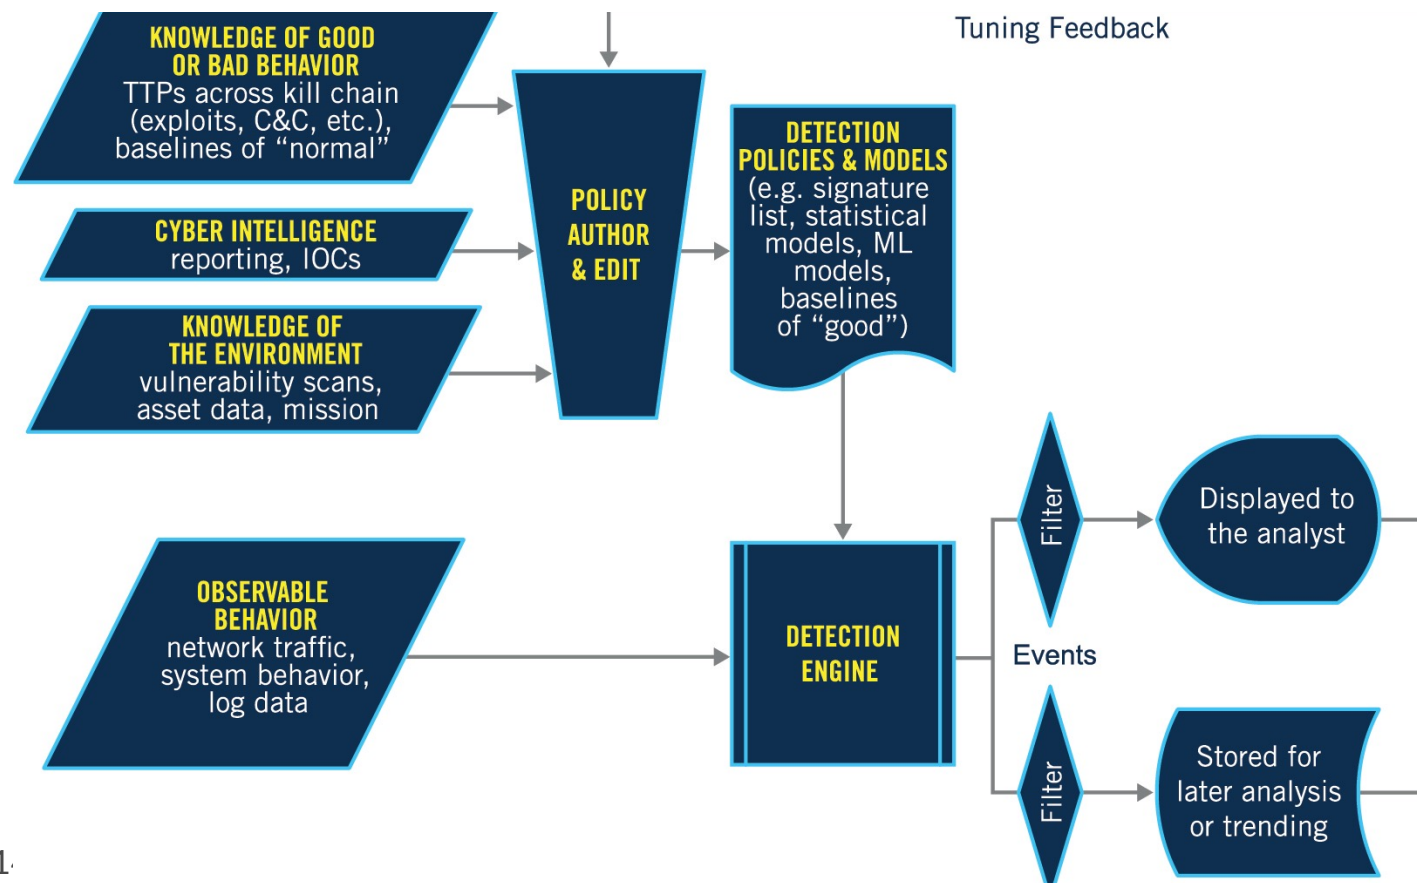 Tuning Feedback
KNOWLEDGE OF GOOD
OR BAD BEHAVIOR
TTPs across kill chain
(exploits, C&C, etc.),
baselines of “normal”
CYBER INTELLIGENCE
reporting, IOCs
KNOWLEDGE OF
THE ENVIRONMENT
vulnerability scans,
asset data, mission
POLICY
AUTHOR
& EDIT
DETECTION
POLICIES & MODELS
(e.g. signature
list, statistical
models, ML
models,
baselines
of “good”)
OBSERVABLE
BEHAVIOR
network traffic,
system behavior,
log data
DETECTION
ENGINE
Events
Filter
Displayed to
the analyst
Filter
Stored for
later analysis
or trending